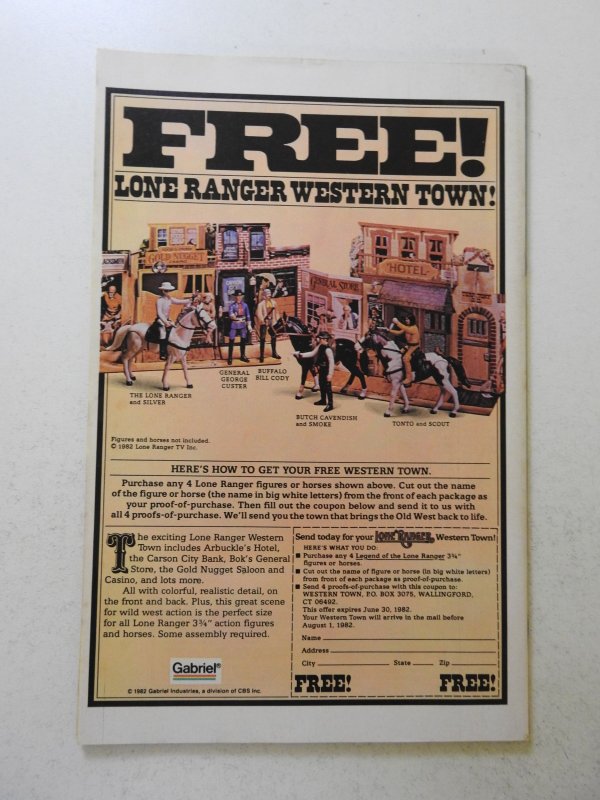 FREE!
LONE RANGER WESTERN TOWN!
GOLD NUGGET
HOTEL
GENERAL STORE
THE LONE RANGER
and SILVER
GENERAL
GEORGE
CUSTER
BUFFALO
BILL CODY
BUTCH CAVENDISH
and SMOKE
TONTO and SCOUT
Figures and horses not included.
© 1982 Lone Ranger TV Inc.
HERE'S HOW TO GET YOUR FREE WESTERN TOWN.
Purchase any 4 Lone Ranger figures or horses shown above. Cut out the name
of the figure or horse (the name in big white letters) from the front of each package as
your proof-of-purchase. Then fill out the coupon below and send it to us with
all 4 proofs-of-purchase. We'll send you the town that brings the Old West back to life.
The exciting Lone Ranger Western
Town includes Arbuckle's Hotel,
the Carson City Bank, Bok's General
Store, the Gold Nugget Saloon and
Casino, and lots more.
All with colorful, realistic detail, on
the front and back. Plus, this great scene
for wild west action is the perfect size
for all Lone Ranger 3¾" action figures
and horses. Some assembly required.
Gabriel®
© 1982 Gabriel Industries, a division of CBS Inc.
Send today for your Lone Ranger Western Town!
HERE'S WHAT YOU DO:
■ Purchase any 4 Legend of the Lone Ranger 3¾"
figures or horses.
■ Cut out the name of figure or horse (in big white letters)
from front of each package as proof-of-purchase.
■ Send 4 proofs-of-purchase with this coupon to:
WESTERN TOWN, P.O. BOX 3075, WALLINGFORD,
CT 06492.
This offer expires June 30, 1982.
Your Western Town will arrive in the mail before
August 1, 1982.
Name
Address
City State Zip
FREE! FREE!